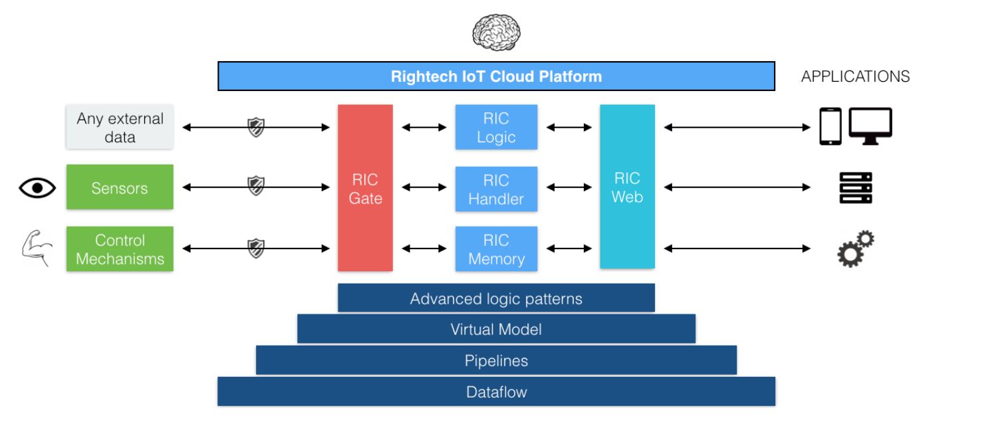 Rightech IoT Cloud Platform
APPLICATIONS
Any external
data
RIC
Logic
Sensors
RIC
Gate
RIC
Handler
RIC
Web
Control
Mechanisms
RIC
Memory
Advanced logic patterns
Virtual Model
Pipelines
Dataflow